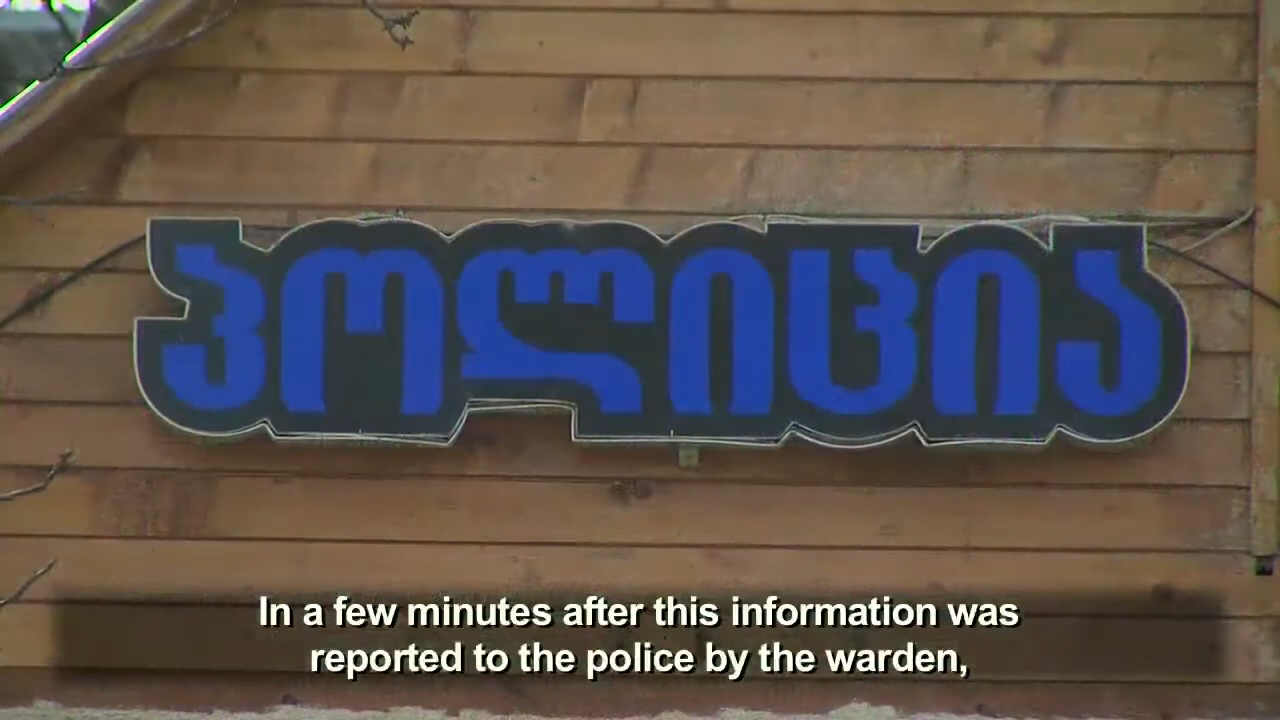 პოლიცია
In a few minutes after this information was
reported to the police by the warden,